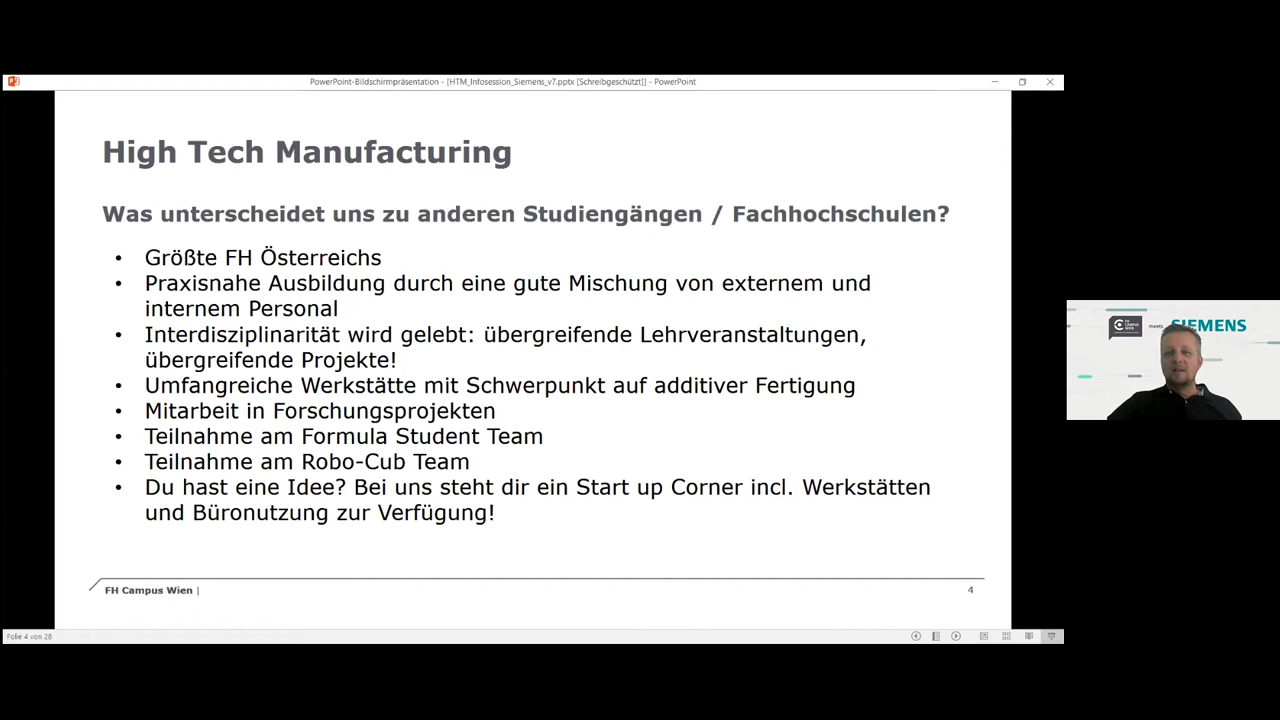 PowerPoint-Bildschirmpräsentation - [HTM_Infosession_Siemens_v7.pptx [Schreibgeschützt]] - PowerPoint
High Tech Manufacturing
Was unterscheidet uns zu anderen Studiengängen / Fachhochschulen?
• Größte FH Österreichs
• Praxisnahe Ausbildung durch eine gute Mischung von externem und
internem Personal
• Interdisziplinarität wird gelebt: übergreifende Lehrveranstaltungen,
übergreifende Projekte!
• Umfangreiche Werkstätte mit Schwerpunkt auf additiver Fertigung
• Mitarbeit in Forschungsprojekten
• Teilnahme am Formula Student Team
• Teilnahme am Robo-Cub Team
• Du hast eine Idee? Bei uns steht dir ein Start up Corner incl. Werkstätten
und Büronutzung zur Verfügung!
FH Campus Wien |
4
Folie 4 von 28
FH
CAMPUS
WIEN
meets
SIEMENS